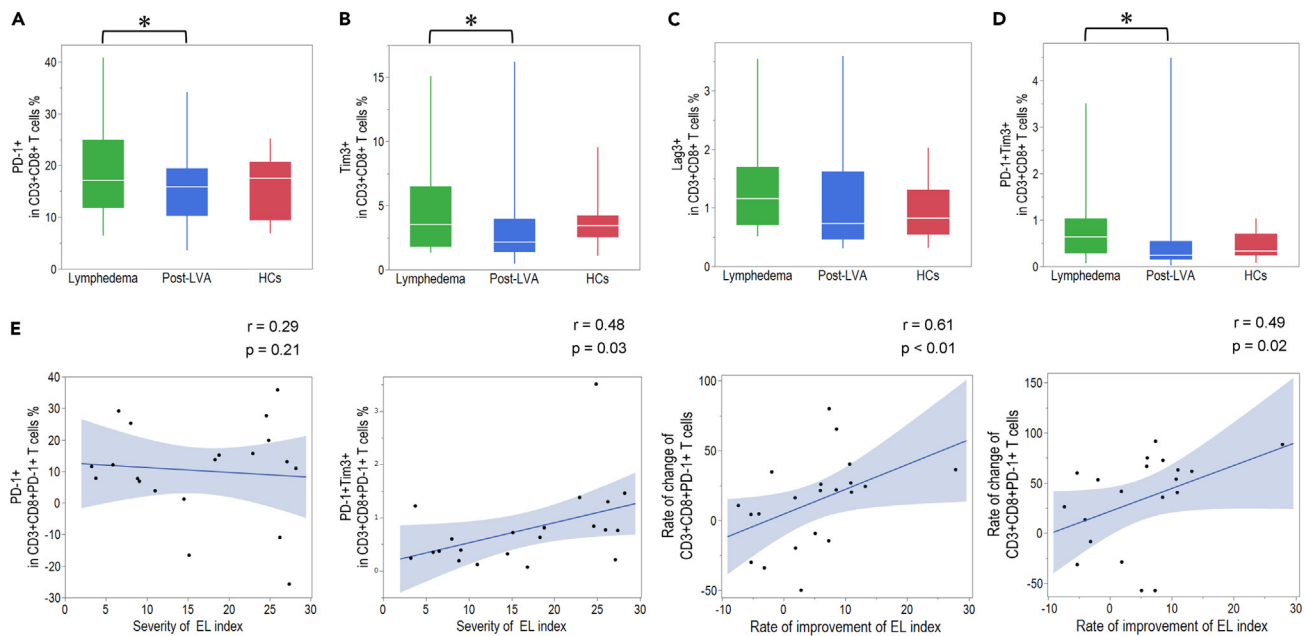 A
*
PD-1+
in CD3+CD8+ T cells %
40
30
20
10
0
Lymphedema Post-LVA HCs
B
*
Tim3+
in CD3+CD8+ T cells %
15
10
5
0
Lymphedema Post-LVA HCs
C
Lag3+
in CD3+CD8+ T cells %
3
2
1
0
Lymphedema Post-LVA HCs
D
*
PD-1+Tim3+
in CD3+CD8+ T cells %
4
3
2
1
0
Lymphedema Post-LVA HCs
E
r = 0.29
p = 0.21
PD-1+
in CD3+CD8+PD-1+ T cells %
40
30
20
10
0
-10
-20
-30
0 5 10 15 20 25 30
Severity of EL index
r = 0.48
p = 0.03
PD-1+Tim3+
in CD3+CD8+PD-1+ T cells %
3
2
1
0
0 5 10 15 20 25 30
Severity of EL index
r = 0.61
p < 0.01
Rate of change of
CD3+CD8+PD-1+ T cells
100
50
0
-50
-10 0 10 20 30
Rate of improvement of EL index
r = 0.49
p = 0.02
Rate of change of
CD3+CD8+PD-1+ T cells
150
100
50
0
-50
-10 0 10 20 30
Rate of improvement of EL index